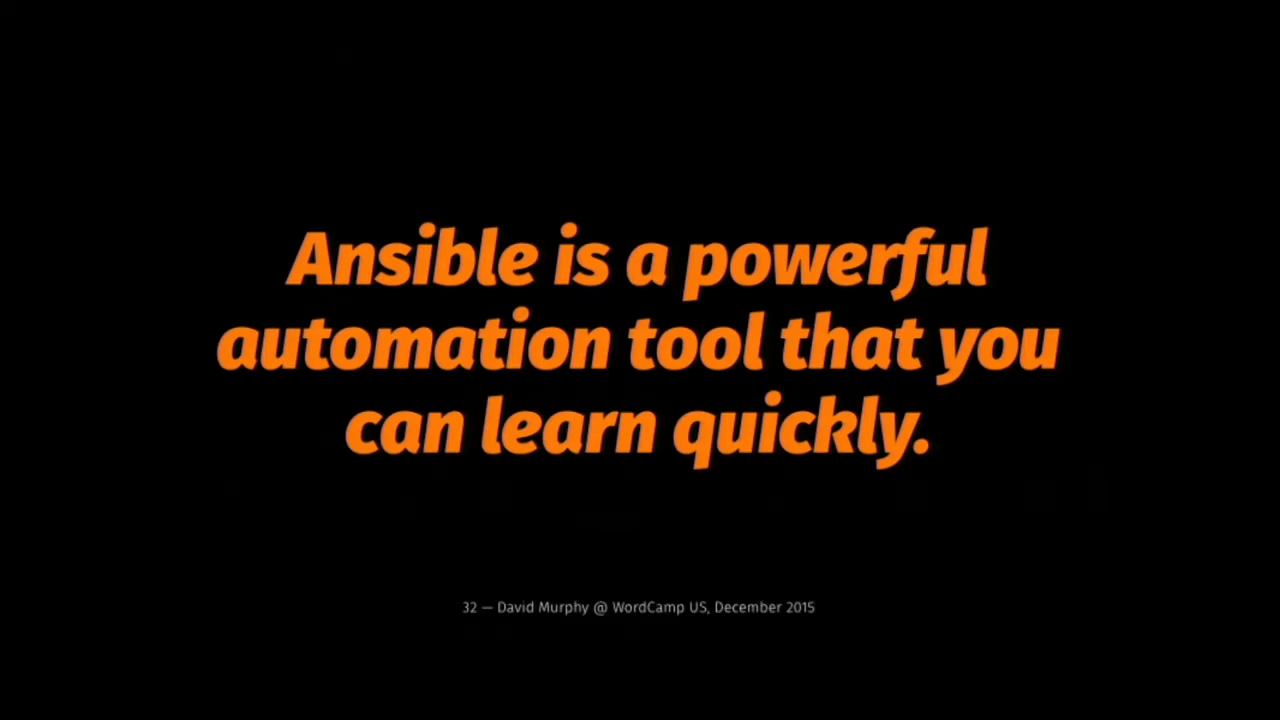 Ansible is a powerful
automation tool that you
can learn quickly.
32 — David Murphy @ WordCamp US, December 2015